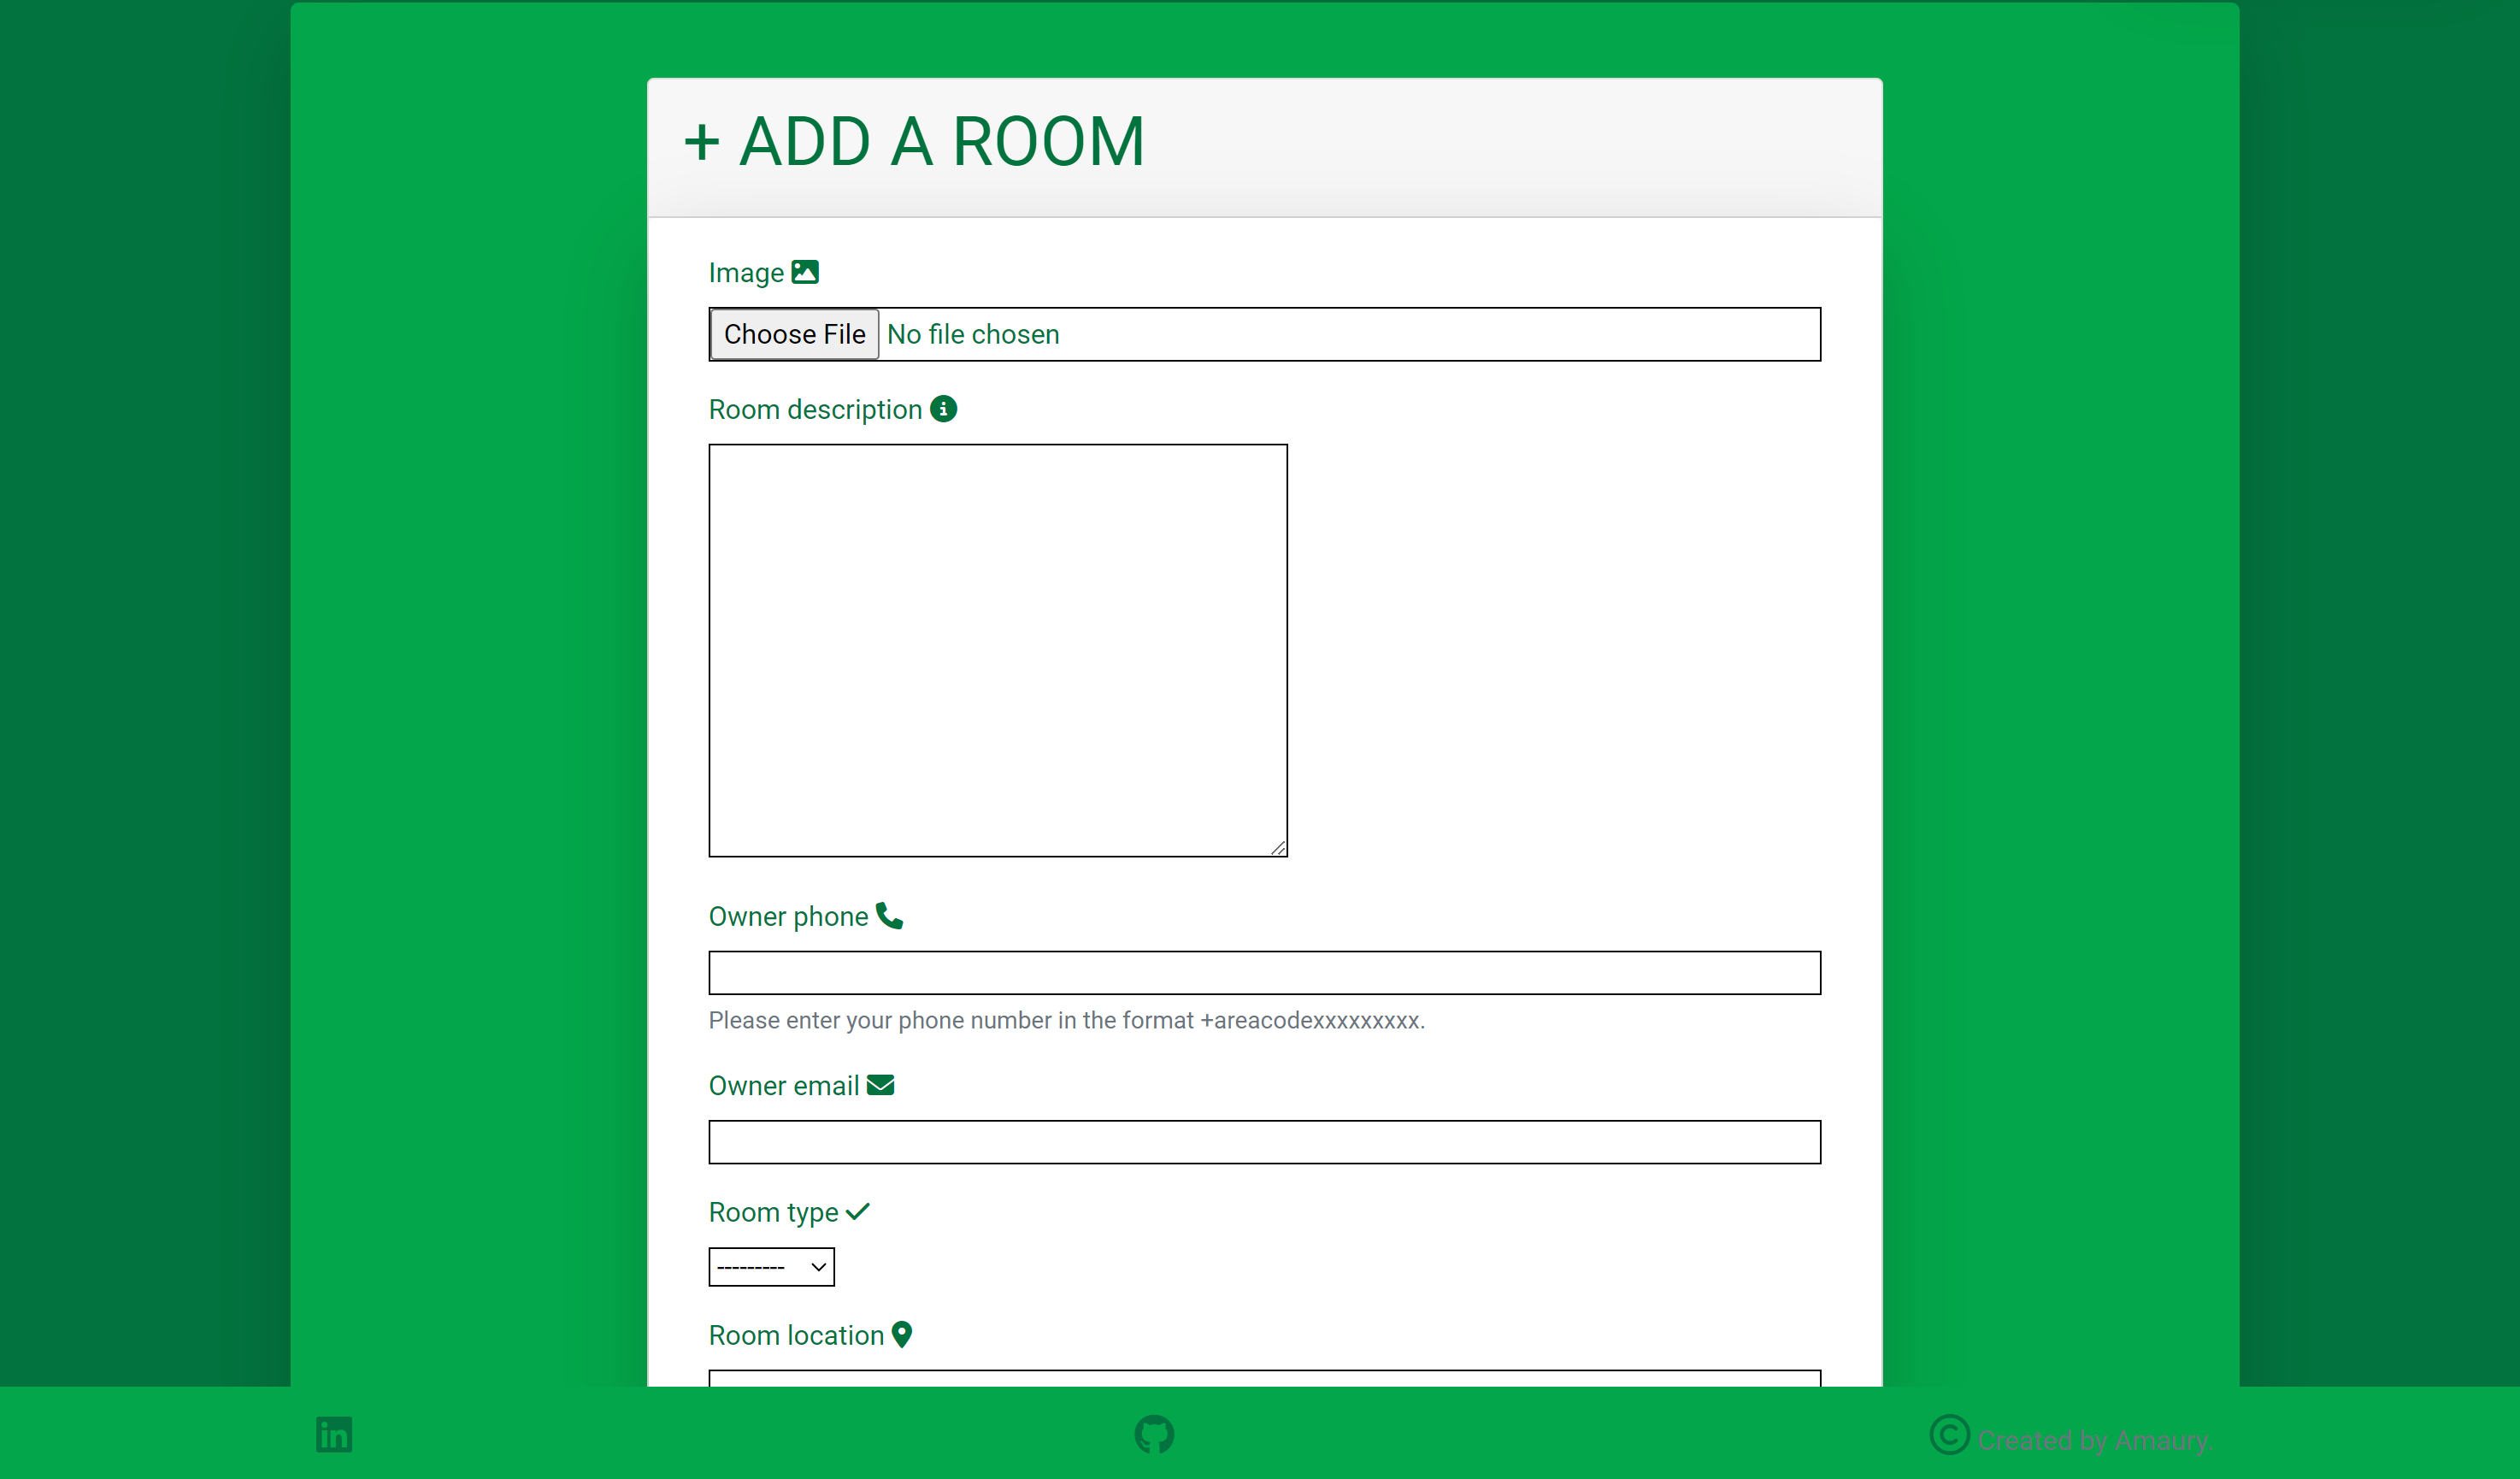 + ADD A ROOM
Image
Choose File No file chosen
Room description
Owner phone
Please enter your phone number in the format +areacodexxxxxxxxx.
Owner email
Room type
---------
Room location
in
© Created by Amaury.